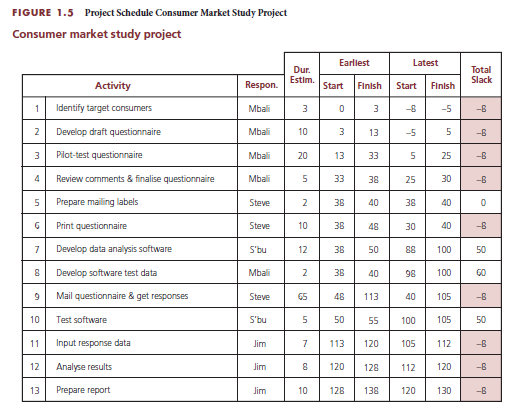 FIGURE 1.5 Project Schedule Consumer Market Study Project
Consumer market study project
Activity Respon. Dur. Estim. Earliest Start Finish Latest Start Finish Total Slack
1 Identify target consumers Mbali 3 0 3 –8 –5 –8
2 Develop draft questionnaire Mbali 10 3 13 –5 5 –8
3 Pilot-test questionnaire Mbali 20 13 33 5 25 –8
4 Review comments & finalise questionnaire Mbali 5 33 38 25 30 –8
5 Prepare mailing labels Steve 2 38 40 38 40 0
6 Print questionnaire Steve 10 38 48 30 40 –8
7 Develop data analysis software S'bu 12 38 50 88 100 50
8 Develop software test data Mbali 2 38 40 98 100 60
9 Mail questionnaire & get responses Steve 65 48 113 40 105 –8
10 Test software S'bu 5 50 55 100 105 50
11 Input response data Jim 7 113 120 105 112 –8
12 Analyse results Jim 8 120 128 112 120 –8
13 Prepare report Jim 10 128 138 120 130 –8